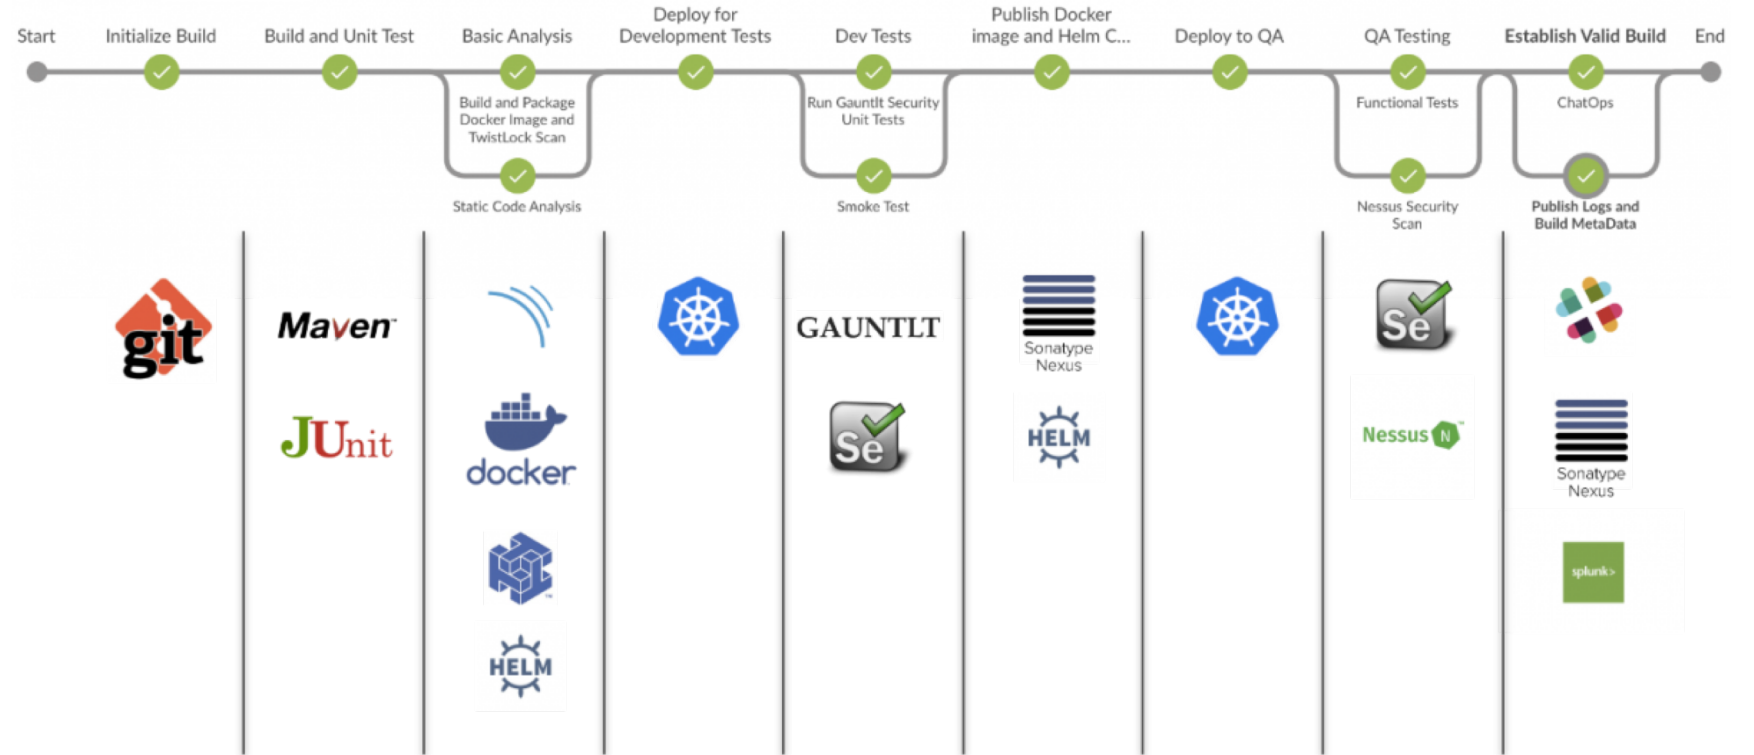 Start
Initialize Build
Build and Unit Test
Basic Analysis
Deploy for
Development Tests
Dev Tests
Publish Docker
image and Helm C...
Deploy to QA
QA Testing
Establish Valid Build
End
Build and Package
Docker Image and
TwistLock Scan
Static Code Analysis
Run Gauntlt Security
Unit Tests
Smoke Test
Functional Tests
Nessus Security
Scan
ChatOps
Publish Logs and
Build MetaData
git
Maven™
JUnit
docker
™
HELM
GAUNTLT
Se
Sonatype
Nexus
HELM
Se
Nessus N™
Sonatype
Nexus
splunk>